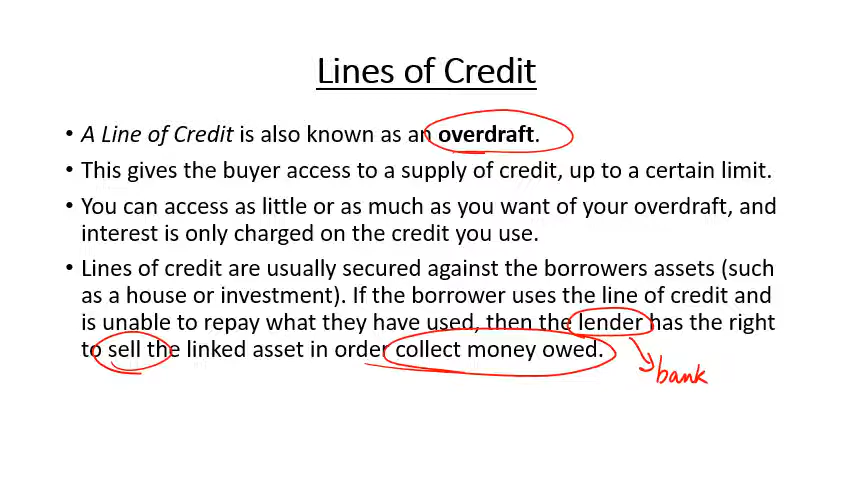 Lines of Credit
• A Line of Credit is also known as an overdraft.
• This gives the buyer access to a supply of credit, up to a certain limit.
• You can access as little or as much as you want of your overdraft, and
interest is only charged on the credit you use.
• Lines of credit are usually secured against the borrowers assets (such
as a house or investment). If the borrower uses the line of credit and
is unable to repay what they have used, then the lender has the right
to sell the linked asset in order collect money owed.
bank